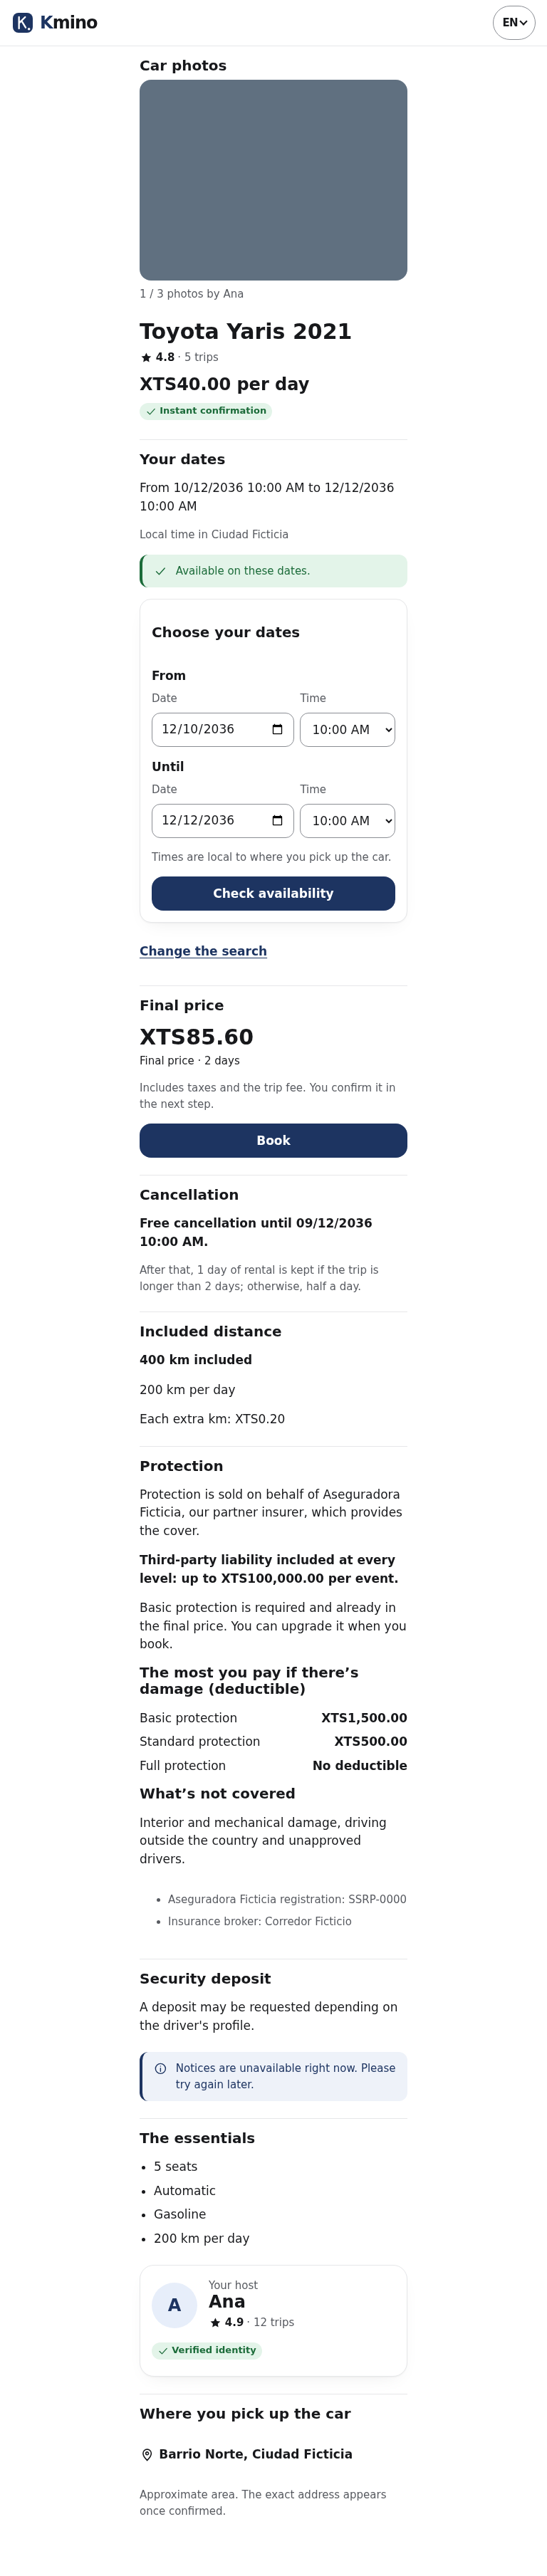 Kmino
EN
Car photos
1 / 3 photos by Ana
Toyota Yaris 2021
4.8 · 5 trips
XTS40.00 per day
Instant confirmation
Your dates
From 10/12/2036 10:00 AM to 12/12/2036
10:00 AM
Local time in Ciudad Ficticia
Available on these dates.
Choose your dates
From
Date Time
12/10/2036 10:00 AM
Until
Date Time
12/12/2036 10:00 AM
Times are local to where you pick up the car.
Check availability
Change the search
Final price
XTS85.60
Final price · 2 days
Includes taxes and the trip fee. You confirm it in
the next step.
Book
Cancellation
Free cancellation until 09/12/2036
10:00 AM.
After that, 1 day of rental is kept if the trip is
longer than 2 days; otherwise, half a day.
Included distance
400 km included
200 km per day
Each extra km: XTS0.20
Protection
Protection is sold on behalf of Aseguradora
Ficticia, our partner insurer, which provides
the cover.
Third-party liability included at every
level: up to XTS100,000.00 per event.
Basic protection is required and already in
the final price. You can upgrade it when you
book.
The most you pay if there’s
damage (deductible)
Basic protection XTS1,500.00
Standard protection XTS500.00
Full protection No deductible
What’s not covered
Interior and mechanical damage, driving
outside the country and unapproved
drivers.
• Aseguradora Ficticia registration: SSRP-0000
• Insurance broker: Corredor Ficticio
Security deposit
A deposit may be requested depending on
the driver's profile.
Notices are unavailable right now. Please
try again later.
The essentials
• 5 seats
• Automatic
• Gasoline
• 200 km per day
A
Your host
Ana
4.9 · 12 trips
Verified identity
Where you pick up the car
Barrio Norte, Ciudad Ficticia
Approximate area. The exact address appears
once confirmed.